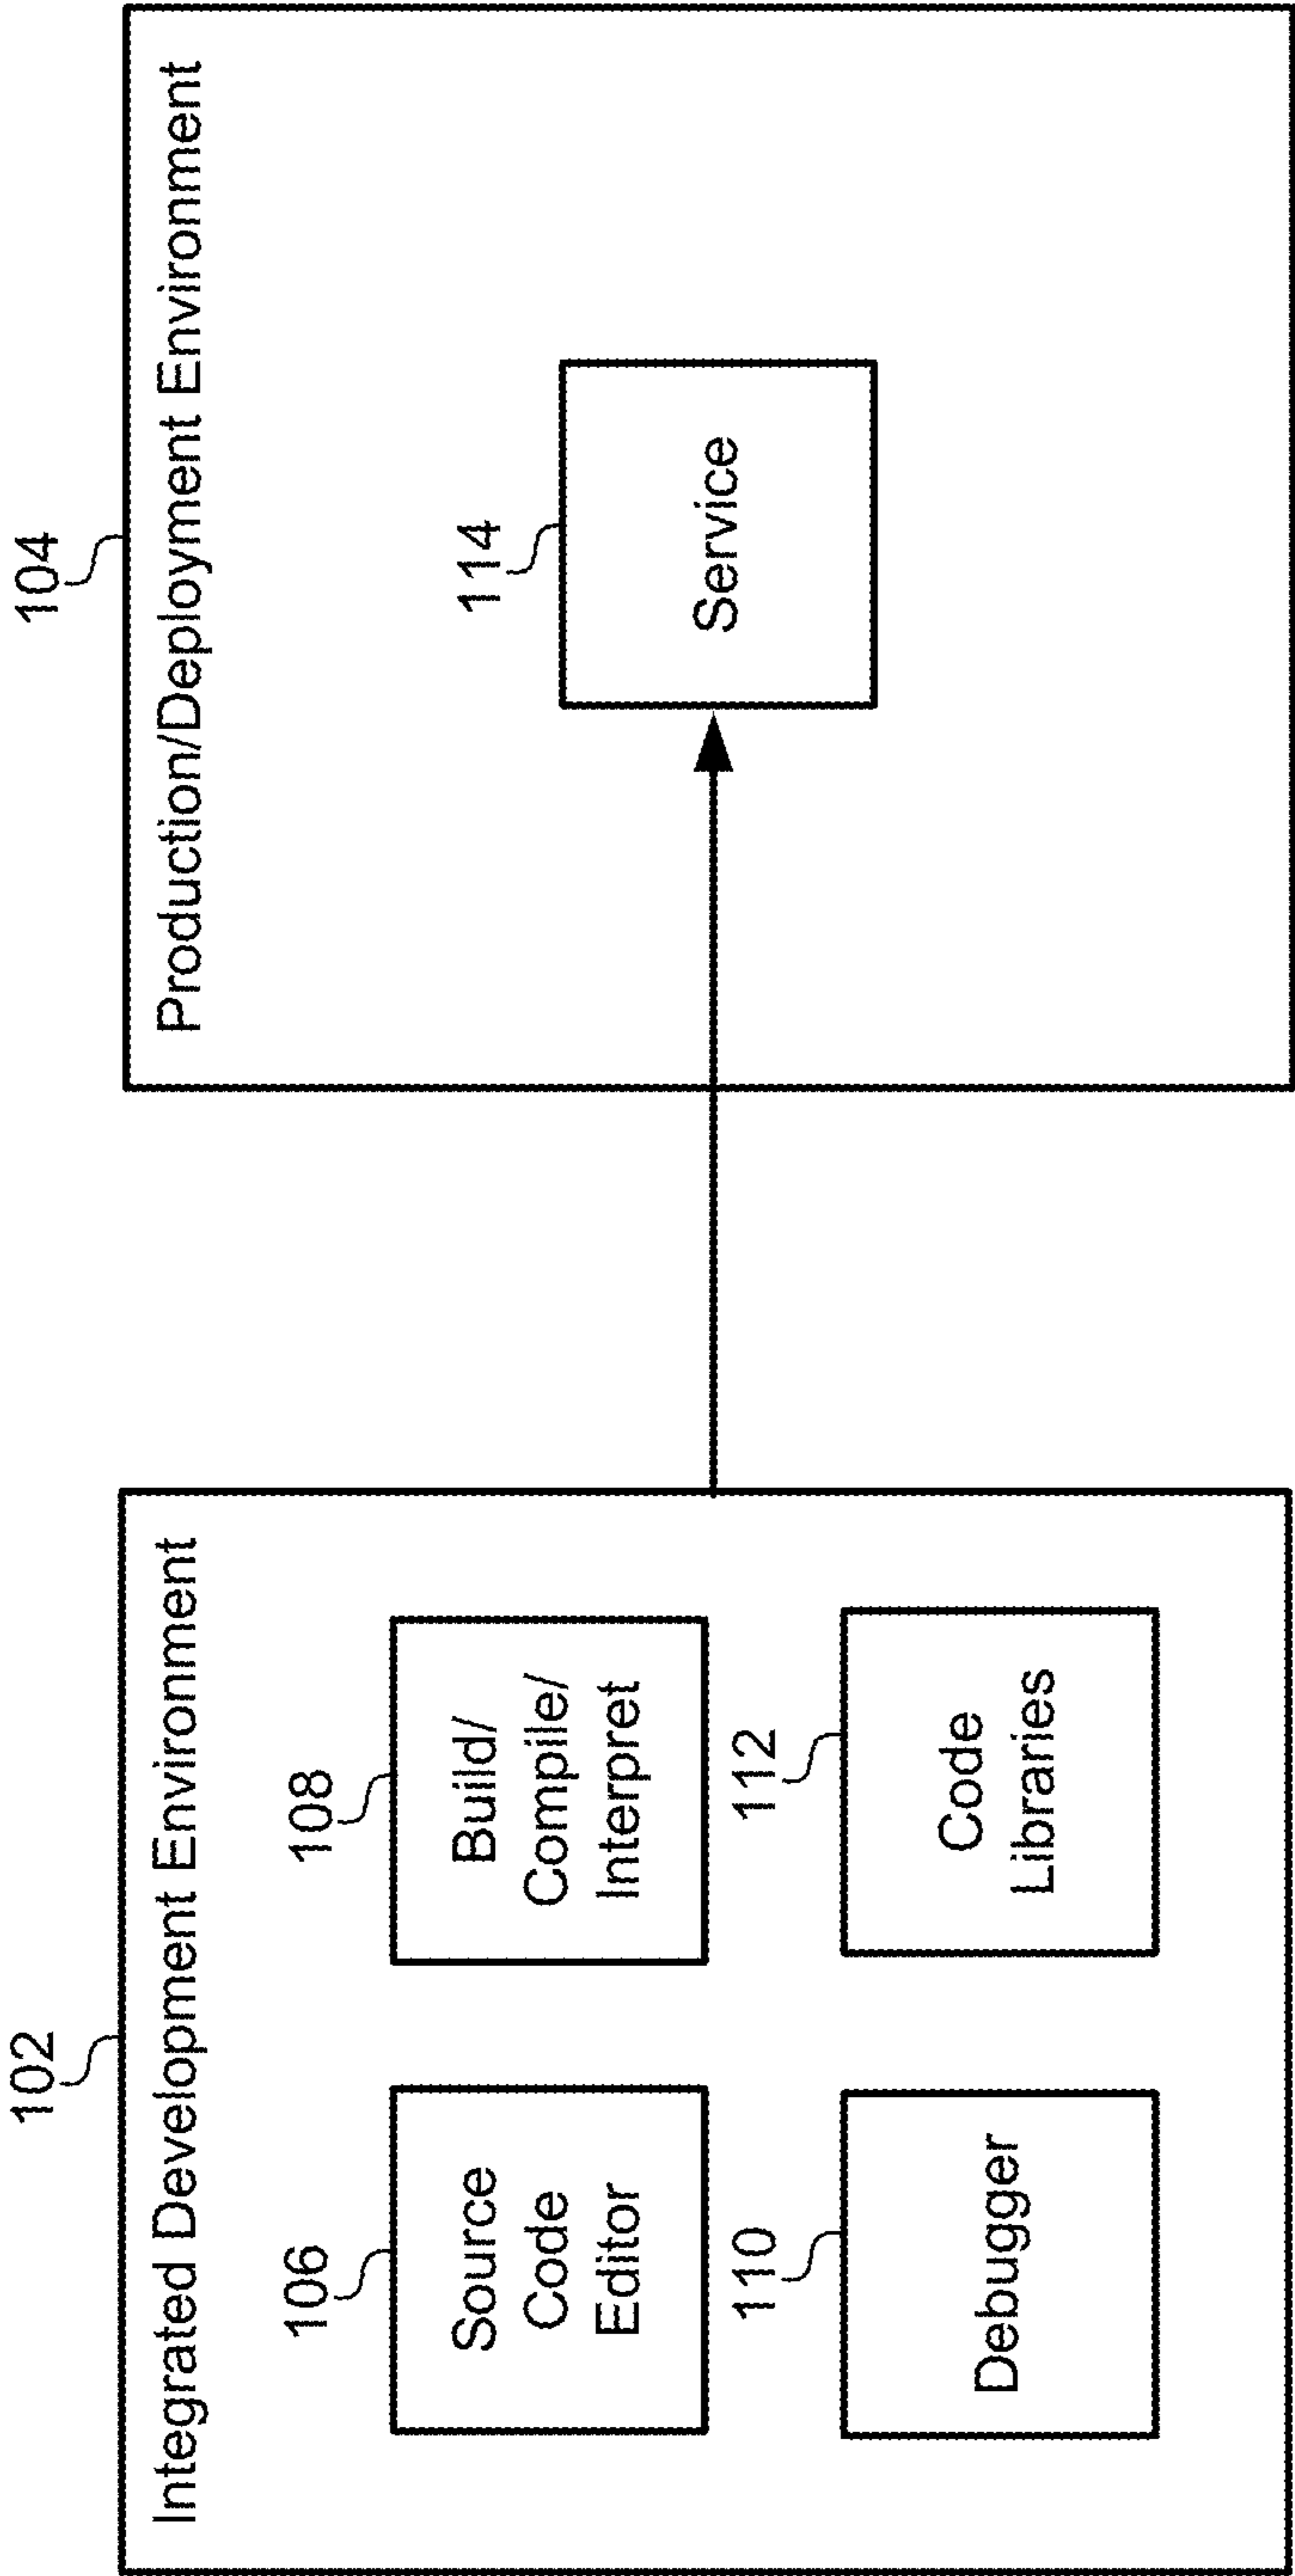 102
Integrated Development Environment
106
Source
Code
Editor
108
Build/
Compile/
Interpret
110
Debugger
112
Code
Libraries
104
Production/Deployment Environment
114
Service